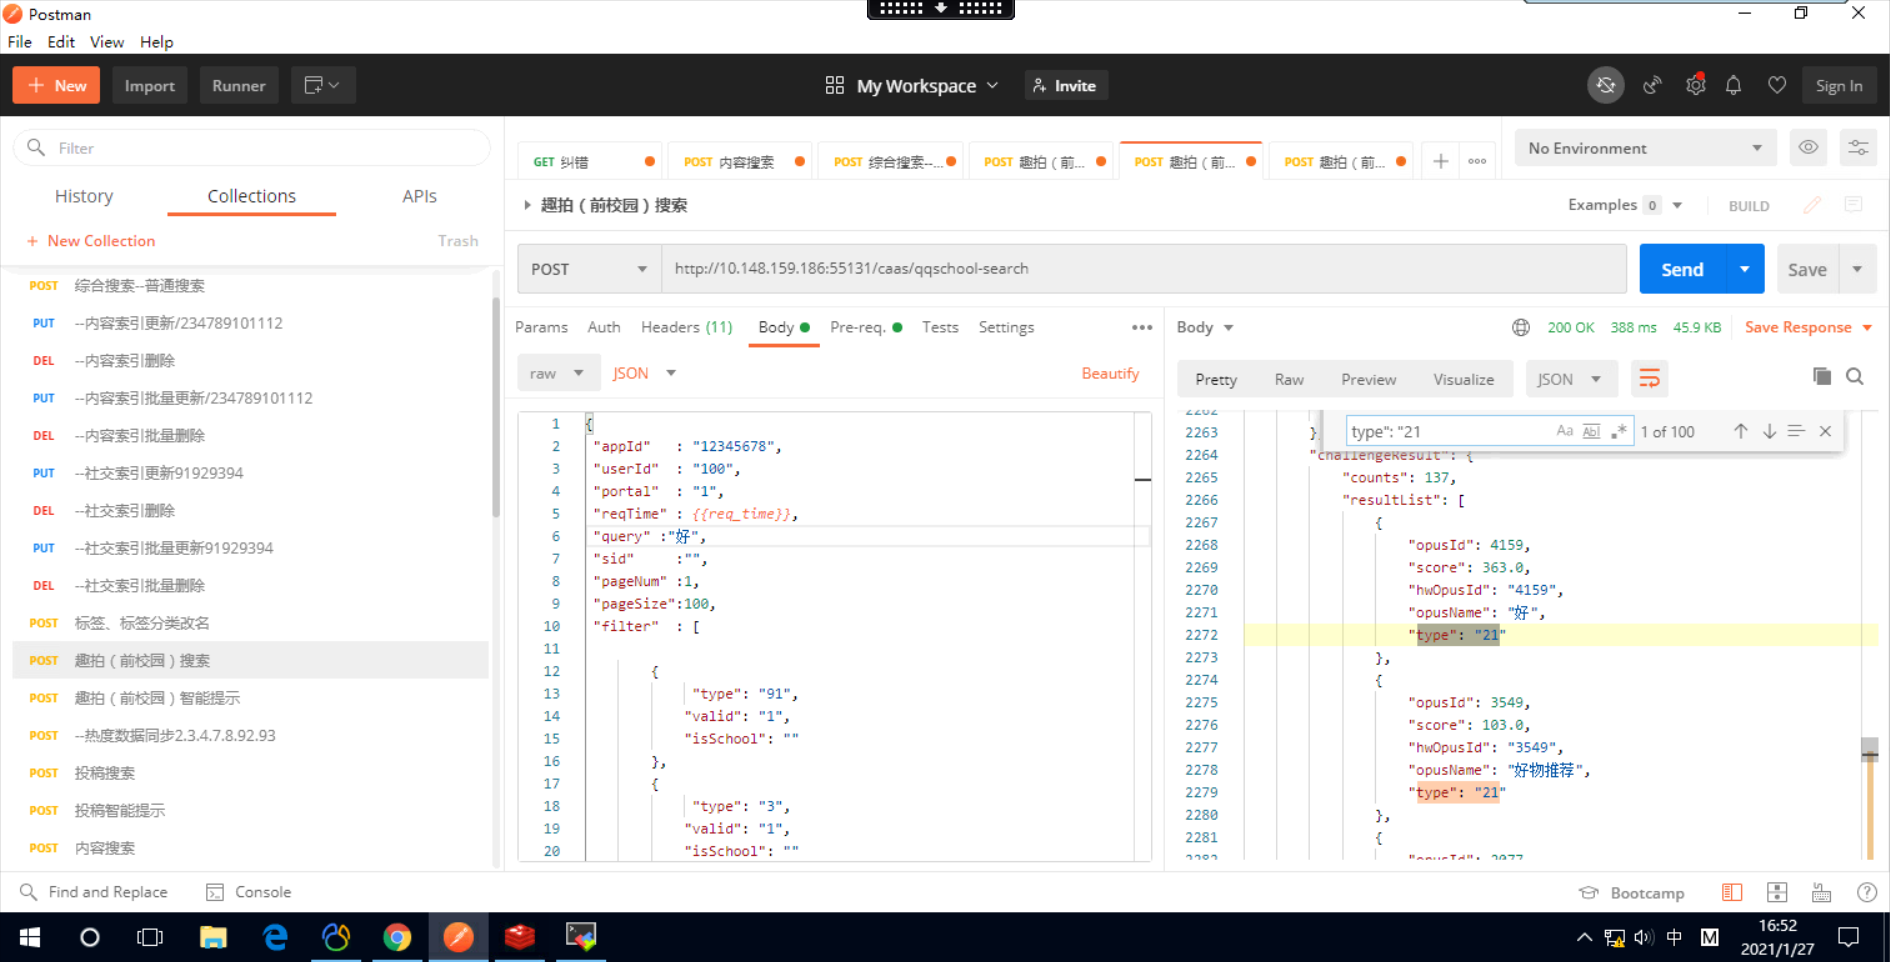 Postman
File Edit View Help
New Import Runner My Workspace Invite Sign In
Filter
History Collections APIs
+ New Collection Trash
POST 综合搜索--普通搜索
PUT --内容索引更新/234789101112
DEL --内容索引删除
PUT --内容索引批量更新/234789101112
DEL --内容索引批量删除
PUT --社交索引更新91929394
DEL --社交索引删除
PUT --社交索引批量更新91929394
DEL --社交索引批量删除
POST 标签、标签分类改名
POST 趣拍（前校园）搜索
POST 趣拍（前校园）智能提示
POST --热度数据同步2.3.4.7.8.92.93
POST 投稿搜索
POST 投稿智能提示
POST 内容搜索
GET 纠错 POST 内容搜索 POST 综合搜索--... POST 趣拍（前... POST 趣拍（前... POST 趣拍（前... No Environment
趣拍（前校园）搜索 Examples 0 BUILD
POST http://10.148.159.186:55131/caas/qqschool-search Send Save
Params Auth Headers (11) Body Pre-req. Tests Settings
raw JSON Beautify
1 {
2 "appId" : "12345678",
3 "userId" : "100",
4 "portal" : "1",
5 "reqTime" : {{req_time}},
6 "query" :"好",
7 "sid" :"",
8 "pageNum" :1,
9 "pageSize":100,
10 "filter" : [
11
12 {
13 "type": "91",
14 "valid": "1",
15 "isSchool": ""
16 },
17 {
18 "type": "3",
19 "valid": "1",
20 "isSchool": ""
Body 200 OK 388 ms 45.9 KB Save Response
Pretty Raw Preview Visualize JSON
type": "21 Aa Abl .* 1 of 100
2262
2263 }
2264 "challengeResult": {
2265 "counts": 137,
2266 "resultList": [
2267 {
2268 "opusId": 4159,
2269 "score": 363.0,
2270 "hwOpusId": "4159",
2271 "opusName": "好",
2272 "type": "21"
2273 },
2274 {
2275 "opusId": 3549,
2276 "score": 103.0,
2277 "hwOpusId": "3549",
2278 "opusName": "好物推荐",
2279 "type": "21"
2280 },
2281 {
2282 "opusId": 2077
Find and Replace Console Bootcamp
中 M 16:52
2021/1/27